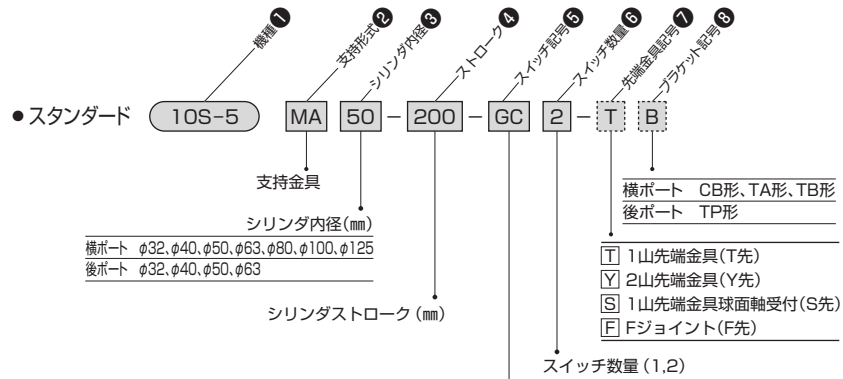 機種❶
支持形式❷
シリンダ内径❸
ストローク❹
スイッチ記号❺
スイッチ数量❻
先端金具記号❼
ブラケット記号❽
●スタンダード 10S-5 MA 50 − 200 − GC 2 − T B
支持金具
シリンダ内径(㎜)
横ポート φ32、φ40、φ50、φ63、φ80、φ100、φ125
後ポート φ32、φ40、φ50、φ63
シリンダストローク(㎜)
横ポート CB形、TA形、TB形
後ポート TP形
T 1山先端金具(T先)
Y 2山先端金具(Y先)
S 1山先端金具球面軸受付(S先)
F Fジョイント(F先)
スイッチ数量(1,2)